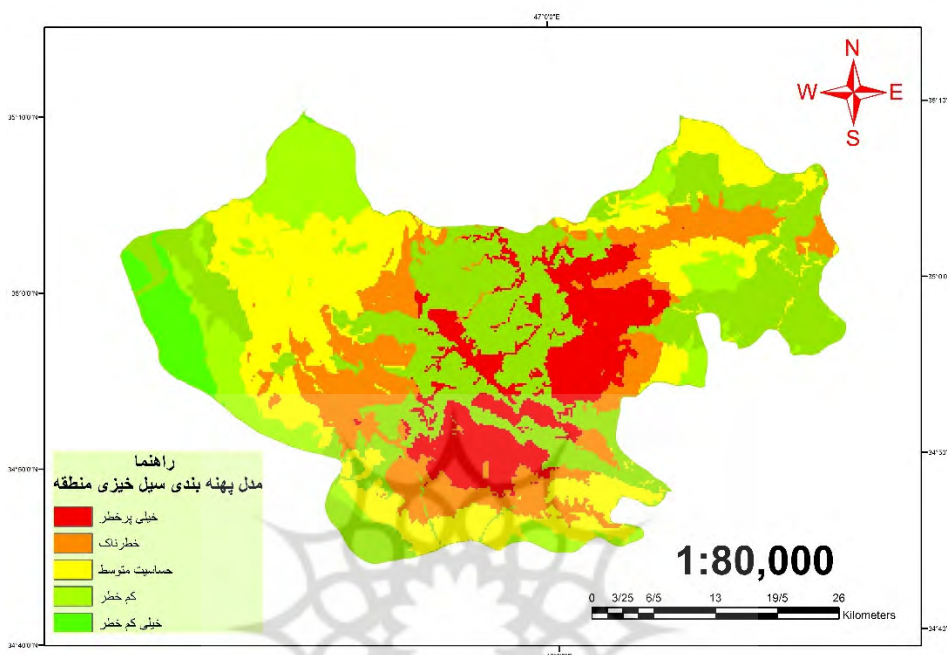 47°0'0"E
N
W E
S
35°10'0"N
35°0'0"N
34°50'0"N
34°40'0"N
راهنما
مدل پهنه بندی سیل خیزی منطقه
خیلی پرخطر
خطرناک
حساسیت متوسط
کم خطر
خیلی کم خطر
1:80,000
0 3/25 6/5 13 19/5 26
Kilometers